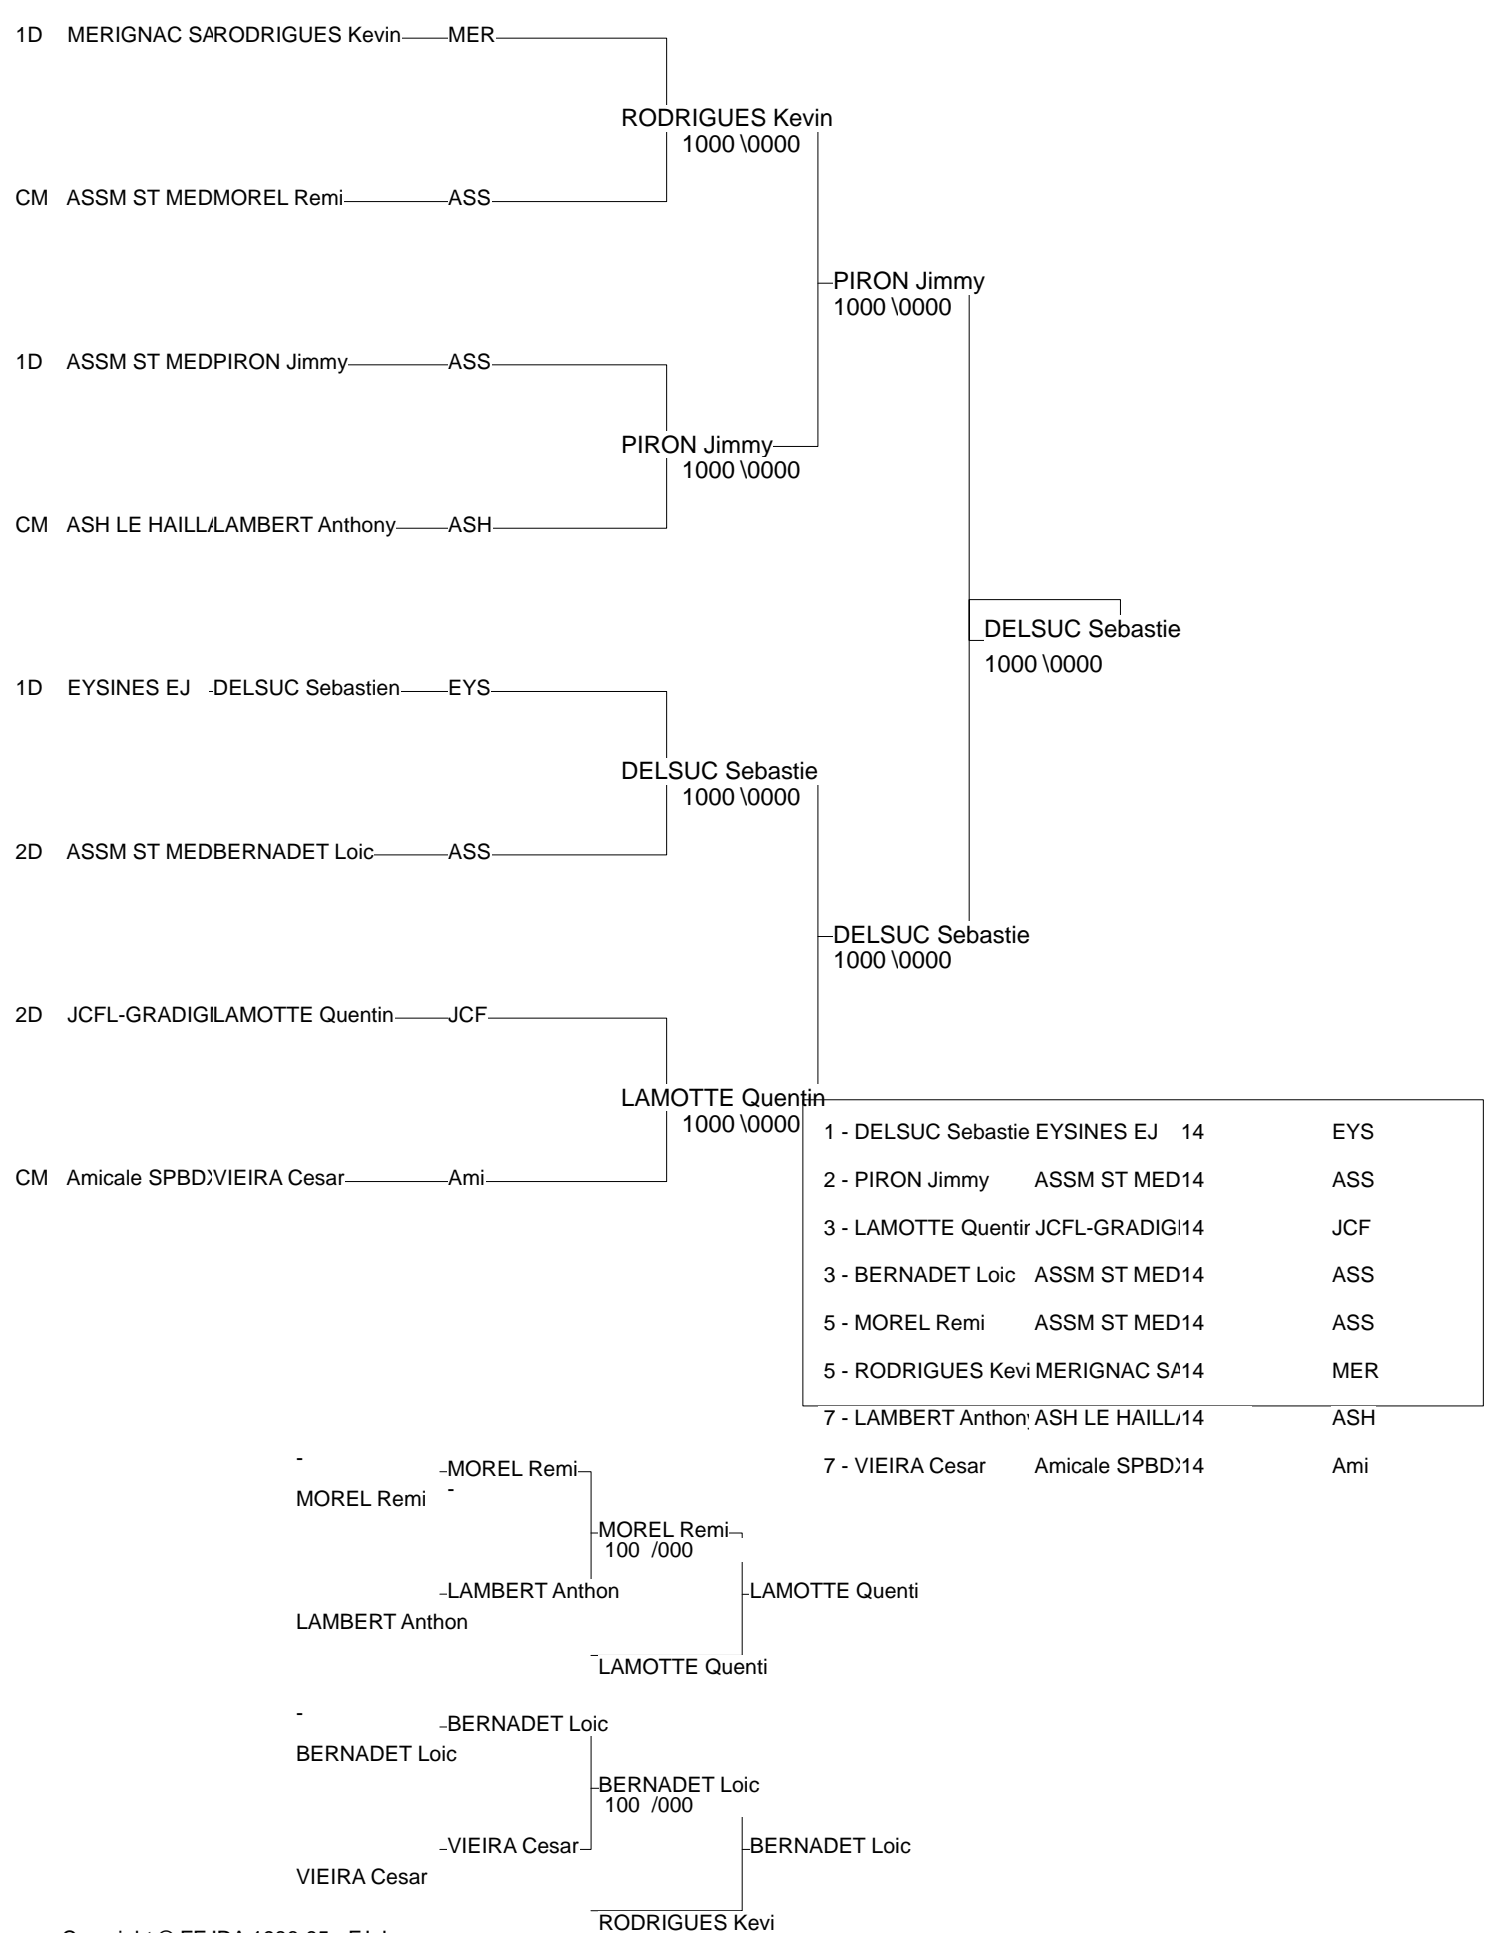 1D MERIGNAC SARODRIGUES Kevin MER
RODRIGUES Kevin
1000 \0000
CM ASSM ST MEDMOREL Remi ASS
PIRON Jimmy
1000 \0000
1D ASSM ST MEDPIRON Jimmy ASS
PIRON Jimmy
1000 \0000
CM ASH LE HAILLALAMBERT Anthony ASH
DELSUC Sebastie
1000 \0000
1D EYSINES EJ DELSUC Sebastien EYS
DELSUC Sebastie
1000 \0000
2D ASSM ST MEDBERNADET Loic ASS
DELSUC Sebastie
1000 \0000
2D JCFL-GRADIGILAMOTTE Quentin JCF
LAMOTTE Quentin
1000 \0000
CM Amicale SPBDXVIEIRA Cesar Ami
1 - DELSUC Sebastie EYSINES EJ 14 EYS
2 - PIRON Jimmy ASSM ST MED14 ASS
3 - LAMOTTE Quentin JCFL-GRADIGI14 JCF
3 - BERNADET Loic ASSM ST MED14 ASS
5 - MOREL Remi ASSM ST MED14 ASS
5 - RODRIGUES Kevi MERIGNAC SA14 MER
7 - LAMBERT Anthony ASH LE HAILLA14 ASH
7 - VIEIRA Cesar Amicale SPBDX14 Ami
-
MOREL Remi
MOREL Remi
-
MOREL Remi
100 /000
LAMBERT Anthon
LAMOTTE Quenti
LAMBERT Anthon
LAMOTTE Quenti
-
BERNADET Loic
BERNADET Loic
BERNADET Loic
100 /000
VIEIRA Cesar
BERNADET Loic
VIEIRA Cesar
RODRIGUES Kevi